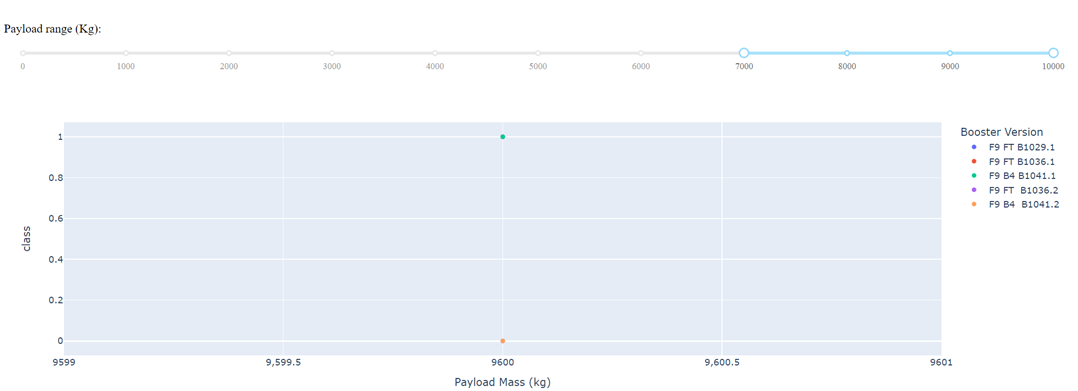 Payload range (Kg):
0 1000 2000 3000 4000 5000 6000 7000 8000 9000 10000
Booster Version
F9 FT B1029.1
F9 FT B1036.1
F9 B4 B1041.1
F9 FT  B1036.2
F9 B4  B1041.2
class
1
0.8
0.6
0.4
0.2
0
9599 9,599.5 9600 9,600.5 9601
Payload Mass (kg)